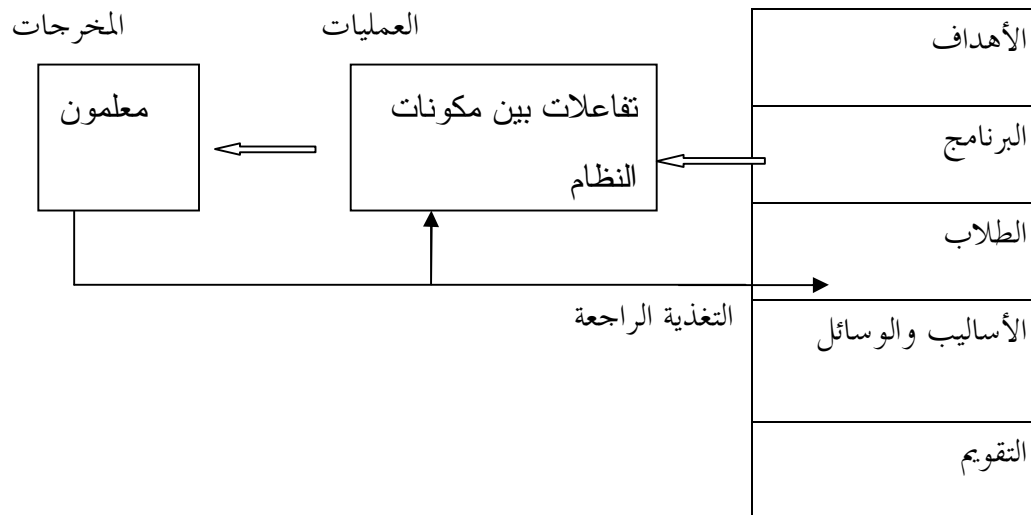 الأهداف
البرنامج
الطلاب
الأساليب والوسائل
التقويم
العمليات
تفاعلات بين مكونات
النظام
المخرجات
معلمون
التغذية الراجعة